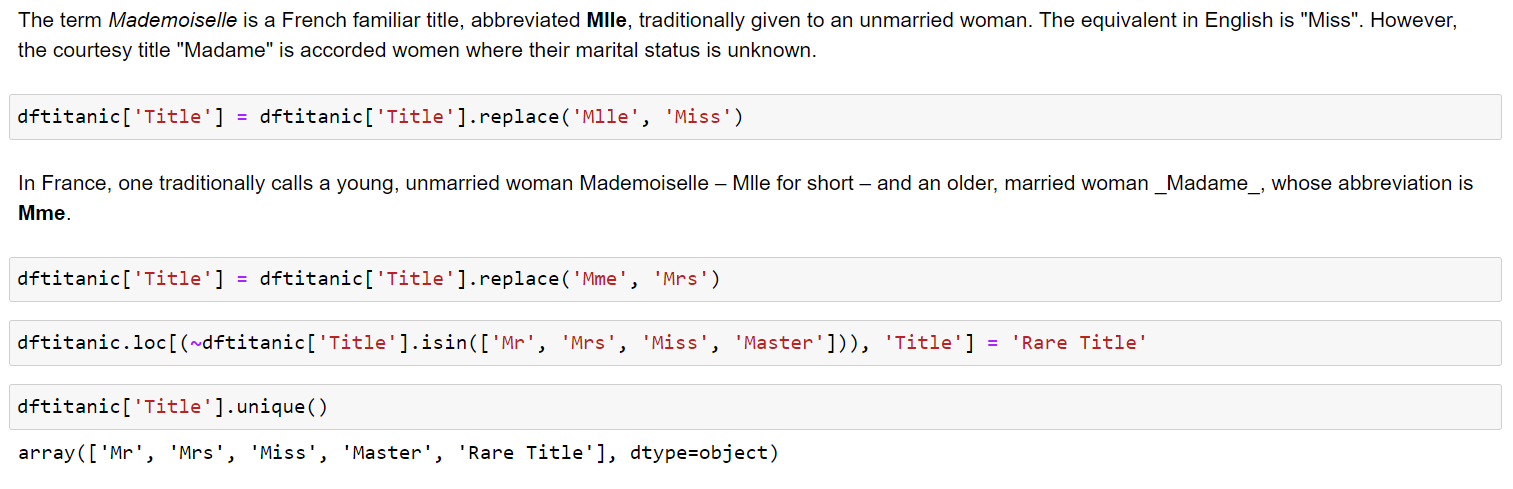 The term Mademoiselle is a French familiar title, abbreviated Mlle, traditionally given to an unmarried woman. The equivalent in English is "Miss". However,
the courtesy title "Madame" is accorded women where their marital status is unknown.
dftitanic['Title'] = dftitanic['Title'].replace('Mlle', 'Miss')
In France, one traditionally calls a young, unmarried woman Mademoiselle – Mlle for short – and an older, married woman _Madame_, whose abbreviation is
Mme.
dftitanic['Title'] = dftitanic['Title'].replace('Mme', 'Mrs')
dftitanic.loc[(~dftitanic['Title'].isin(['Mr', 'Mrs', 'Miss', 'Master'])), 'Title'] = 'Rare Title'
dftitanic['Title'].unique()
array(['Mr', 'Mrs', 'Miss', 'Master', 'Rare Title'], dtype=object)